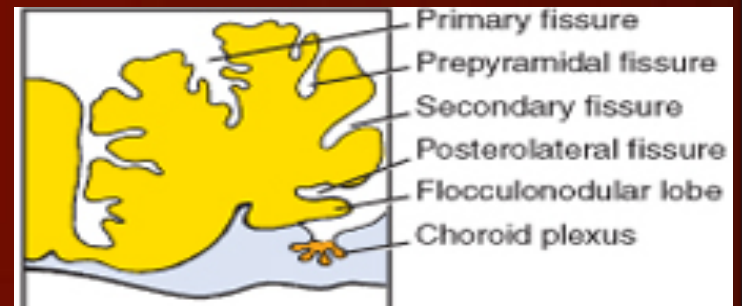 Primary fissure
Prepyramidal fissure
Secondary fissure
Posterolateral fissure
Flocculonodular lobe
Choroid plexus